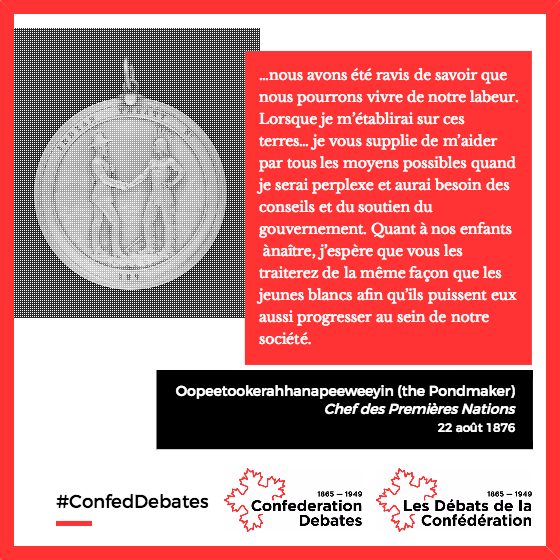 INDIAN TREATY No
...nous avons été ravis de savoir que
nous pourrons vivre de notre labeur.
Lorsque je m'établirai sur ces
terres... je vous supplie de m'aider
par tous les moyens possibles quand
je serai perplexe et aurai besoin des
conseils et du soutien du
gouvernement. Quant à nos enfants
ànaître, j'espère que vous les
traiterez de la même façon que les
jeunes blancs afin qu'ils puissent eux
aussi progresser au sein de notre
société.
Oopeetookerahhanapeeweeyin (the Pondmaker)
Chef des Premières Nations
22 août 1876
#ConfedDebates
1865 — 1949
Confederation
Debates
1865 — 1949
Les Débats de la
Confédération